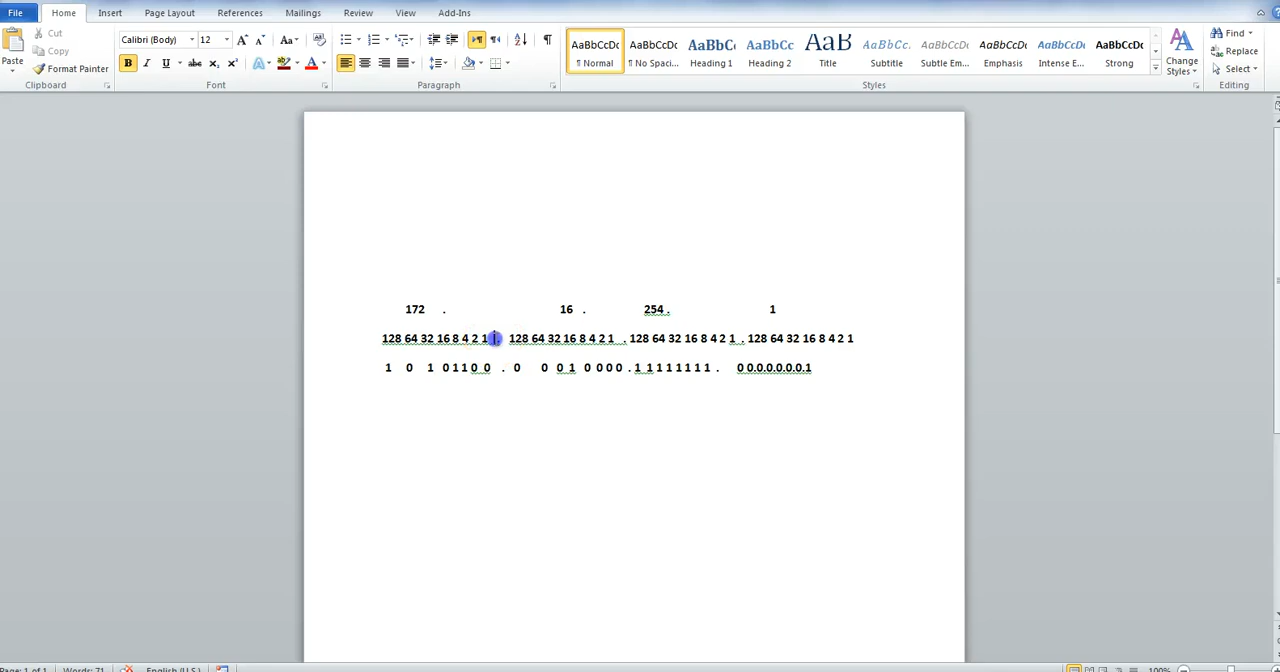 File Home Insert Page Layout References Mailings Review View Add-Ins
Cut
Copy
Paste
Format Painter
Clipboard
Calibri (Body) 12
Font
Paragraph
AaBbCcDc AaBbCcDc AaBbC AaBbCc AaB AaBbCc. AaBbCcDc AaBbCcDc AaBbCcDc AaBbCcDc
¶ Normal ¶ No Spaci... Heading 1 Heading 2 Title Subtitle Subtle Em... Emphasis Intense E... Strong
Change Styles
Styles
Find
Replace
Select
Editing
172 . 16 . 254 . 1
128 64 32 16 8 4 2 1 . 128 64 32 16 8 4 2 1 . 128 64 32 16 8 4 2 1 . 128 64 32 16 8 4 2 1
1 0 1 0 1 1 0 0 . 0 0 0 1 0 0 0 0 . 1 1 1 1 1 1 1 1 . 0 0.0.0.0.0.0.1
Page: 1 of 1 Words: 71 English (U.S.) 100%